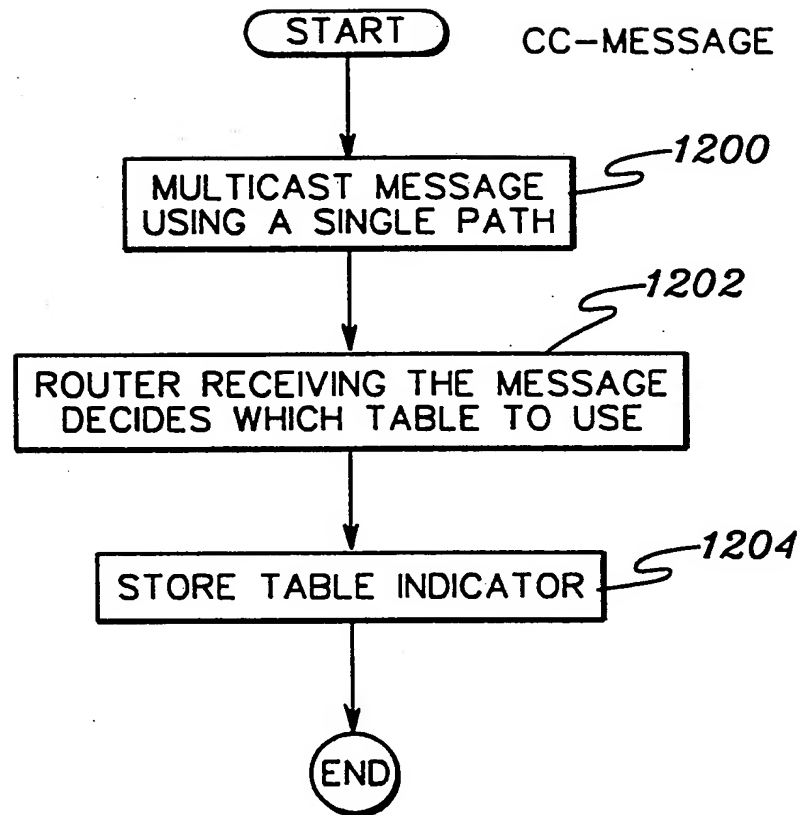 START
CC-MESSAGE
1200
MULTICAST MESSAGE
USING A SINGLE PATH
1202
ROUTER RECEIVING THE MESSAGE
DECIDES WHICH TABLE TO USE
1204
STORE TABLE INDICATOR
END